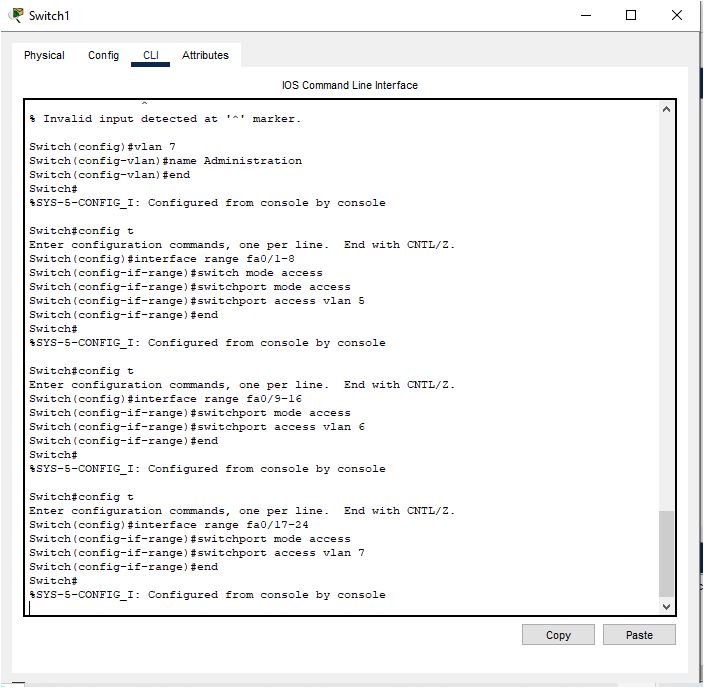 Switch1
Physical Config CLI Attributes
IOS Command Line Interface
^
% Invalid input detected at '^' marker.
Switch(config)#vlan 7
Switch(config-vlan)#name Administration
Switch(config-vlan)#end
Switch#
%SYS-5-CONFIG_I: Configured from console by console
Switch#config t
Enter configuration commands, one per line.  End with CNTL/Z.
Switch(config)#interface range fa0/1-8
Switch(config-if-range)#switch mode access
Switch(config-if-range)#switchport mode access
Switch(config-if-range)#switchport access vlan 5
Switch(config-if-range)#end
Switch#
%SYS-5-CONFIG_I: Configured from console by console
Switch#config t
Enter configuration commands, one per line.  End with CNTL/Z.
Switch(config)#interface range fa0/9-16
Switch(config-if-range)#switchport mode access
Switch(config-if-range)#switchport access vlan 6
Switch(config-if-range)#end
Switch#
%SYS-5-CONFIG_I: Configured from console by console
Switch#config t
Enter configuration commands, one per line.  End with CNTL/Z.
Switch(config)#interface range fa0/17-24
Switch(config-if-range)#switchport mode access
Switch(config-if-range)#switchport access vlan 7
Switch(config-if-range)#end
Switch#
%SYS-5-CONFIG_I: Configured from console by console
Copy Paste